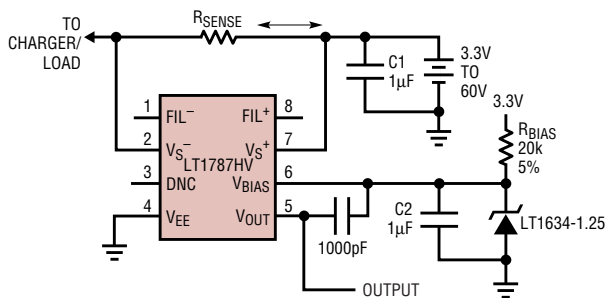 TO
CHARGER/
LOAD
RSENSE
C1
1µF
3.3V
TO
60V
1 FIL− FIL+ 8
2 VS− VS+ 7
LT1787HV
3 DNC VBIAS 6
4 VEE VOUT 5
1000pF
C2
1µF
3.3V
RBIAS
20k
5%
LT1634-1.25
OUTPUT